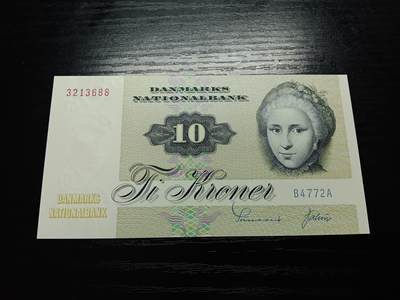 3213688
DANMARKS
NATIONALBANK
10
Ti Kroner
B4772A
DANMARKS
NATIONALBANK